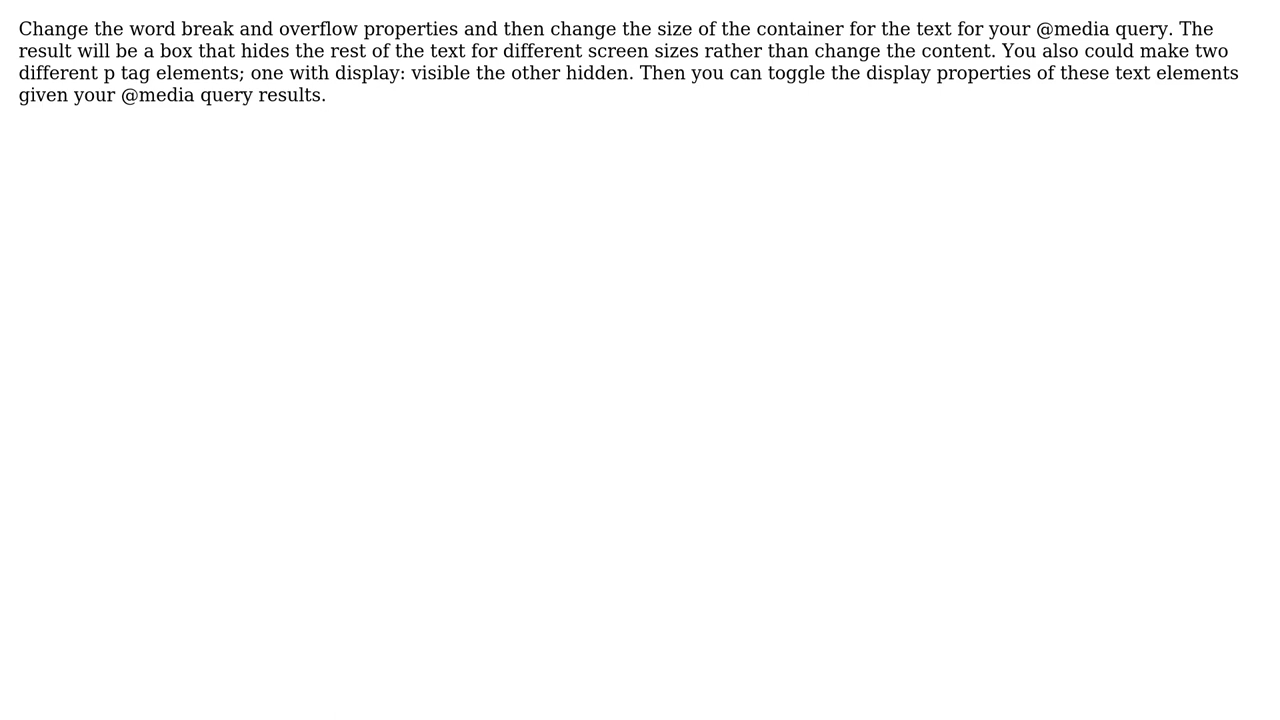 Change the word break and overflow properties and then change the size of the container for the text for your @media query. The
result will be a box that hides the rest of the text for different screen sizes rather than change the content. You also could make two
different p tag elements; one with display: visible the other hidden. Then you can toggle the display properties of these text elements
given your @media query results.